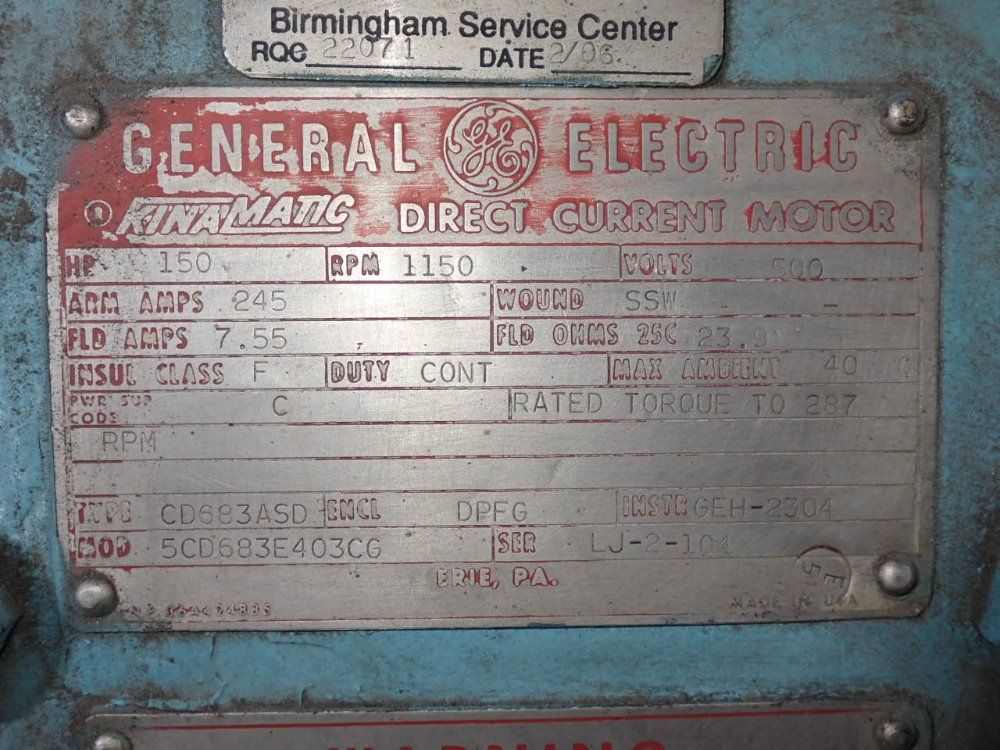 Birmingham Service Center
RQC 22071 DATE 2/06
GENERAL GE ELECTRIC
® KINAMATIC DIRECT CURRENT MOTOR
HP 150 RPM 1150 VOLTS 500
ARM AMPS 245 WOUND SSW - -
FLD AMPS 7.55 FLD OHMS 25C 23.9
INSUL CLASS F DUTY CONT MAX AMBIENT 40 C
PWR SUP CODE C RATED TORQUE TO 287
RPM
TYPE CD683ASD ENCL DPFG INSTR GEH-2304
MOD 5CD683E403CG SER LJ-2-104
ERIE, PA.
E 5
N.P. MADE IN USA
WARNING